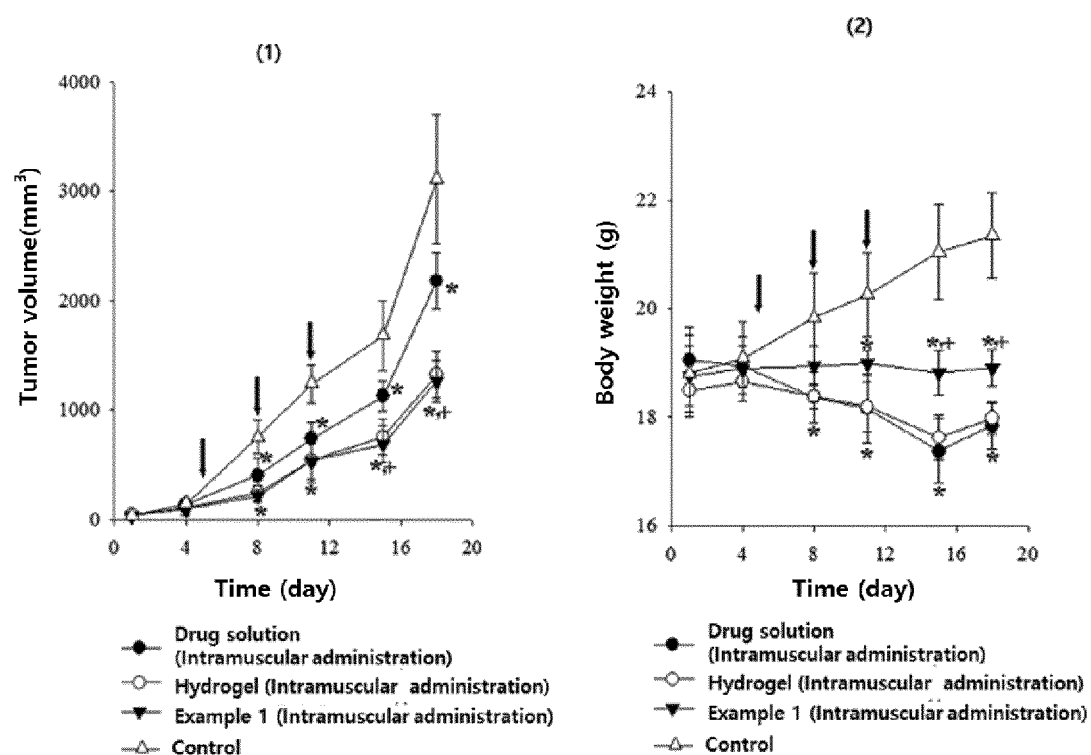 (1)
4000
3000
2000
1000
0
Tumor volume(mm³)
*
*
*
*
*
*,+
*
*,+
0 4 8 12 16 20
Time (day)
Drug solution
(Intramuscular administration)
Hydrogel (Intramuscular administration)
Example 1 (Intramuscular administration)
Control
(2)
24
22
20
18
16
Body weight (g)
*
*,+
*,+
*
*
*
*
0 4 8 12 16 20
Time (day)
Drug solution
(Intramuscular administration)
Hydrogel (Intramuscular administration)
Example 1 (Intramuscular administration)
Control